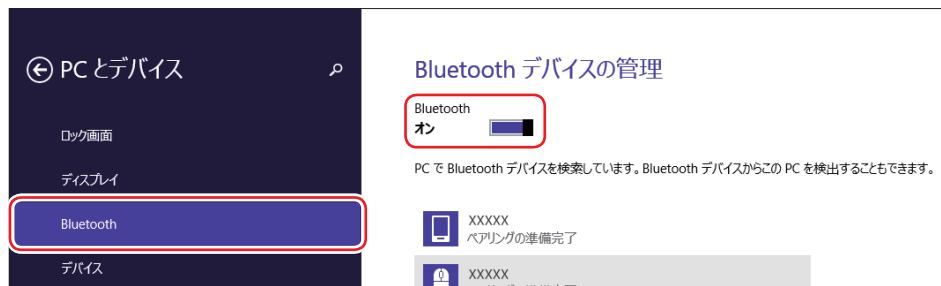 PC とデバイス
ロック画面
ディスプレイ
Bluetooth
デバイス
Bluetooth デバイスの管理
Bluetooth
オン
PC で Bluetooth デバイスを検索しています。Bluetooth デバイスからこの PC を検出することもできます。
XXXXX
ペアリングの準備完了
XXXXX